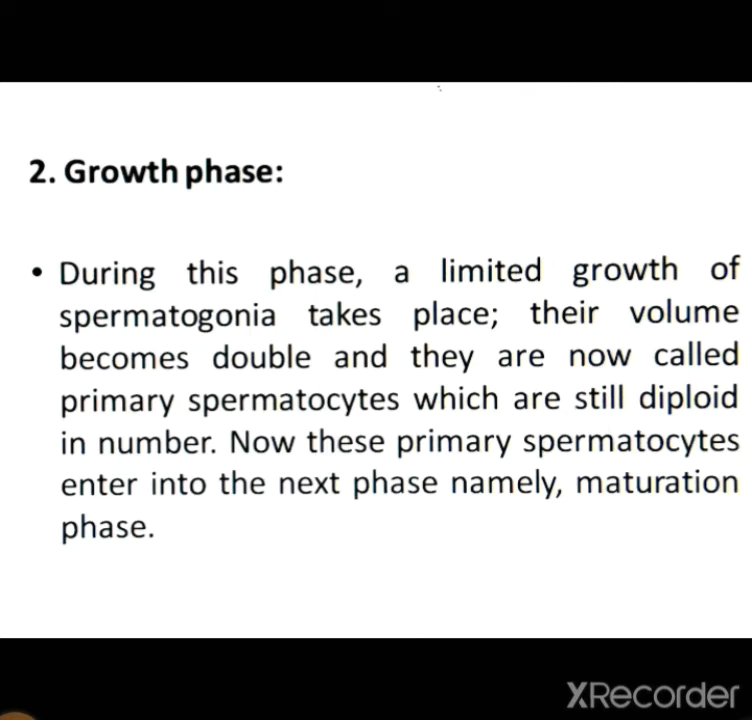 2. Growth phase:
• During this phase, a limited growth of
spermatogonia takes place; their volume
becomes double and they are now called
primary spermatocytes which are still diploid
in number. Now these primary spermatocytes
enter into the next phase namely, maturation
phase.
XRecorder